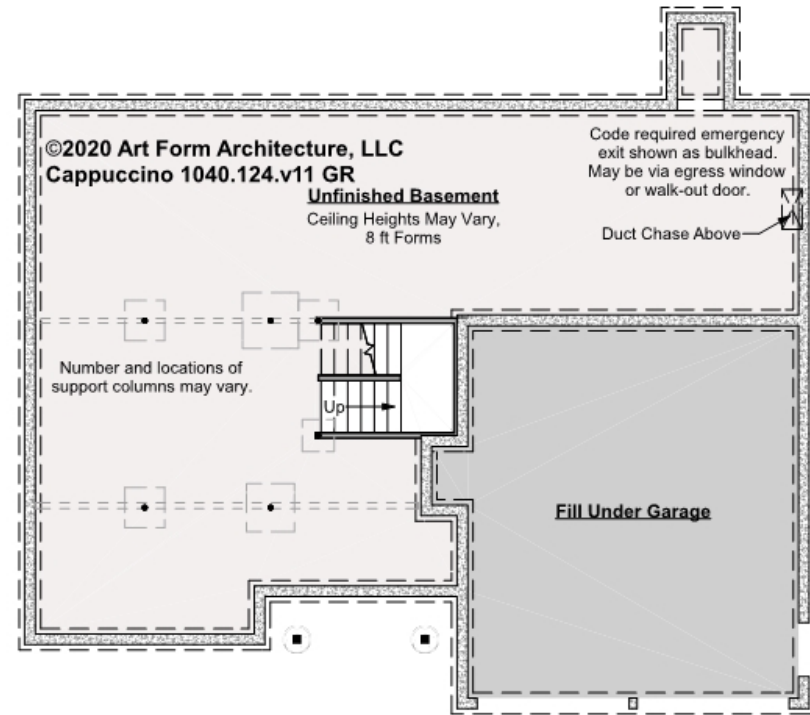 ©2020 Art Form Architecture, LLC
Cappuccino 1040.124.v11 GR
Unfinished Basement
Ceiling Heights May Vary,
8 ft Forms
Code required emergency
exit shown as bulkhead.
May be via egress window
or walk-out door.
Duct Chase Above
Number and locations of
support columns may vary.
Up
Fill Under Garage